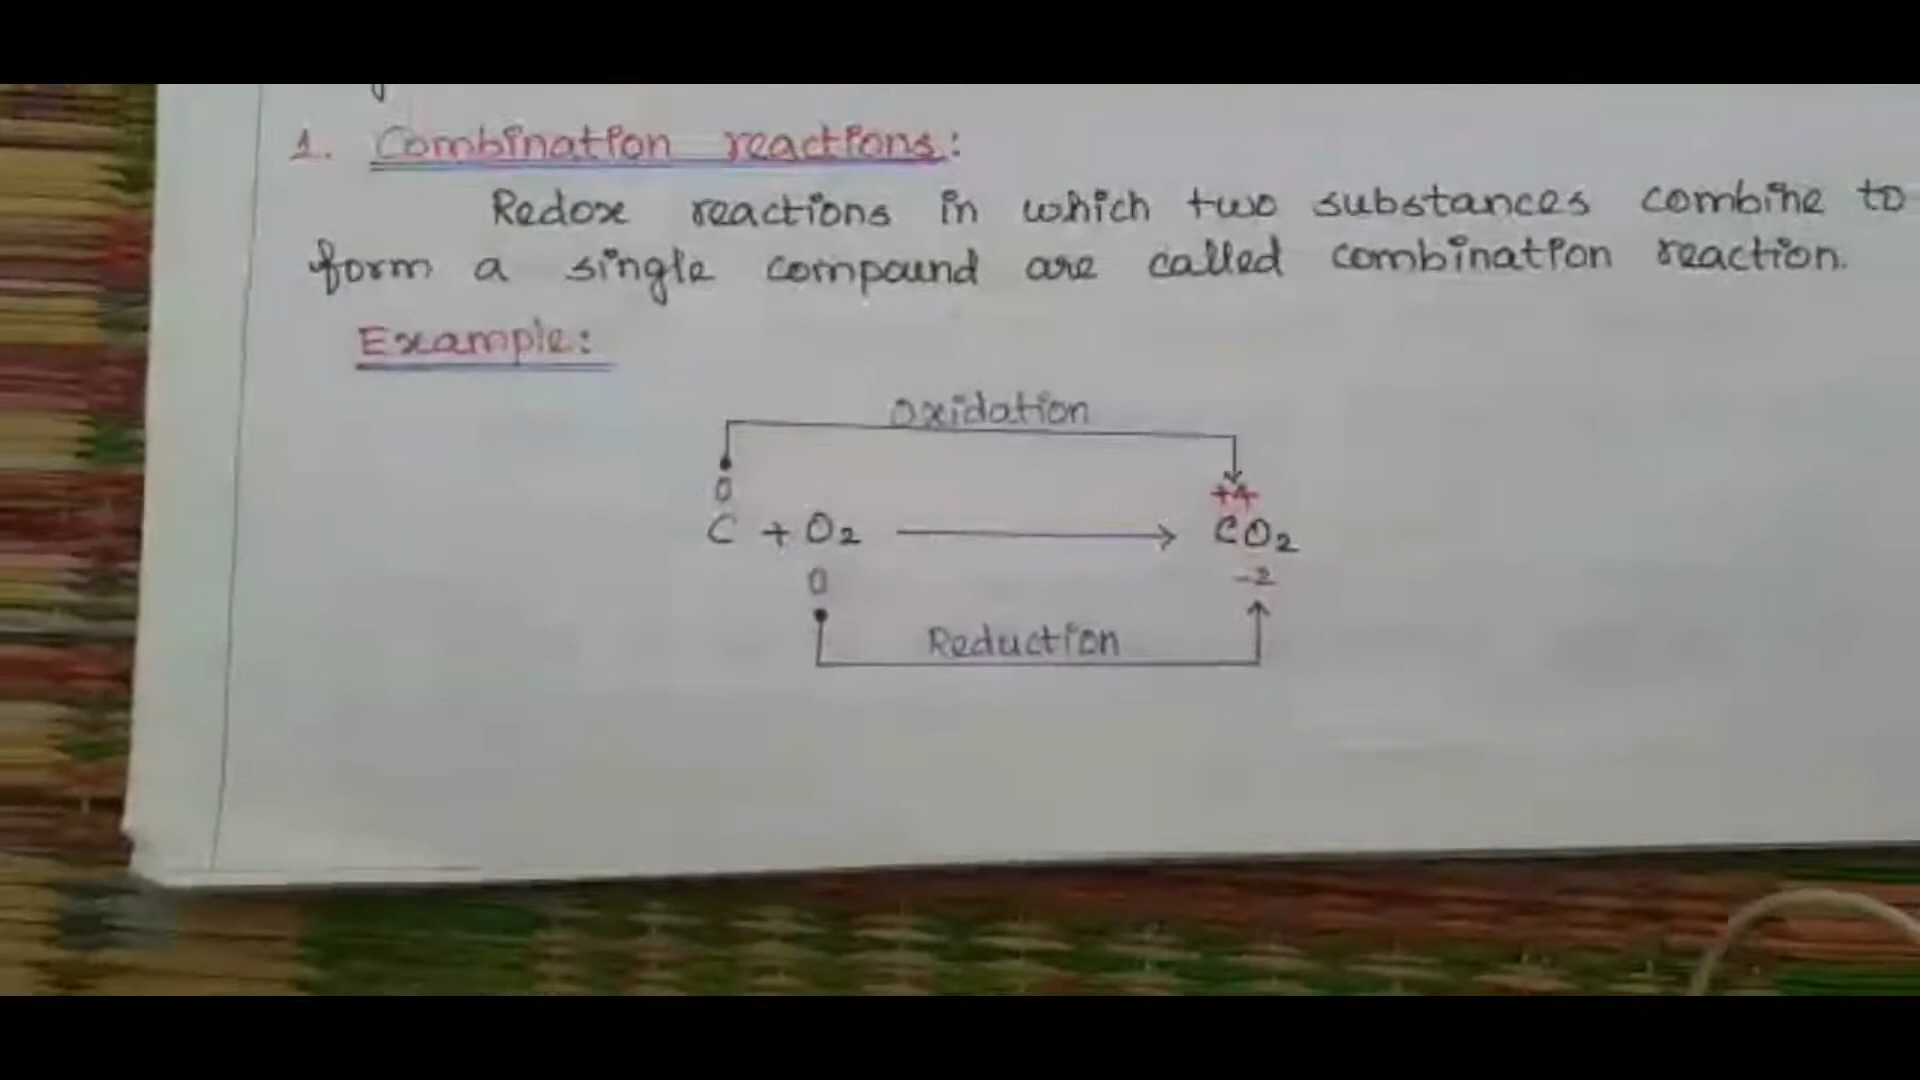 1. Combination reactions:
Redox reactions in which two substances combine to
form a single compound are called combination reaction.
Example:
Oxidation
0 +4
C + O₂ ⟶ CO₂
0 -2
Reduction